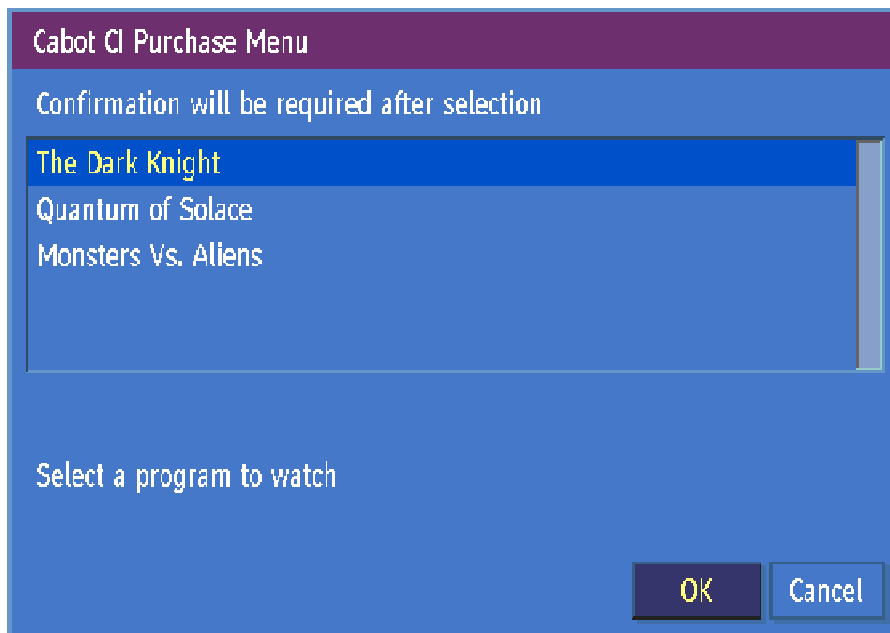 Cabot CI Purchase Menu
Confirmation will be required after selection
The Dark Knight
Quantum of Solace
Monsters Vs. Aliens
Select a program to watch
OK Cancel